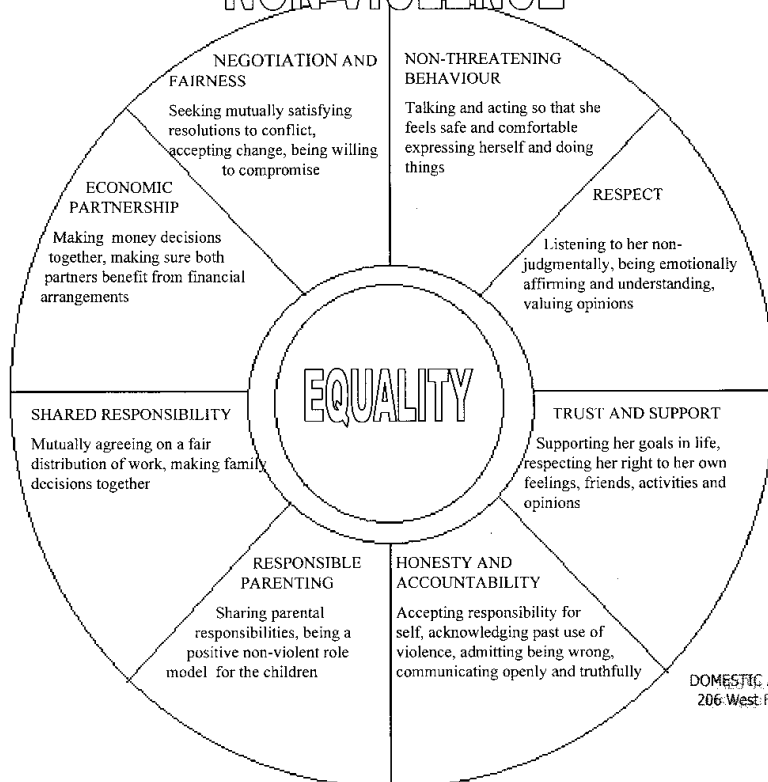 NON-VIOLENCE
NEGOTIATION AND
FAIRNESS
Seeking mutually satisfying
resolutions to conflict,
accepting change, being willing
to compromise
NON-THREATENING
BEHAVIOUR
Talking and acting so that she
feels safe and comfortable
expressing herself and doing
things
RESPECT
Listening to her non-
judgmentally, being emotionally
affirming and understanding,
valuing opinions
TRUST AND SUPPORT
Supporting her goals in life,
respecting her right to her own
feelings, friends, activities and
opinions
HONESTY AND
ACCOUNTABILITY
Accepting responsibility for
self, acknowledging past use of
violence, admitting being wrong,
communicating openly and truthfully
RESPONSIBLE
PARENTING
Sharing parental
responsibilities, being a
positive non-violent role
model for the children
SHARED RESPONSIBILITY
Mutually agreeing on a fair
distribution of work, making family
decisions together
ECONOMIC
PARTNERSHIP
Making money decisions
together, making sure both
partners benefit from financial
arrangements
EQUALITY
DOMESTIC
206 West